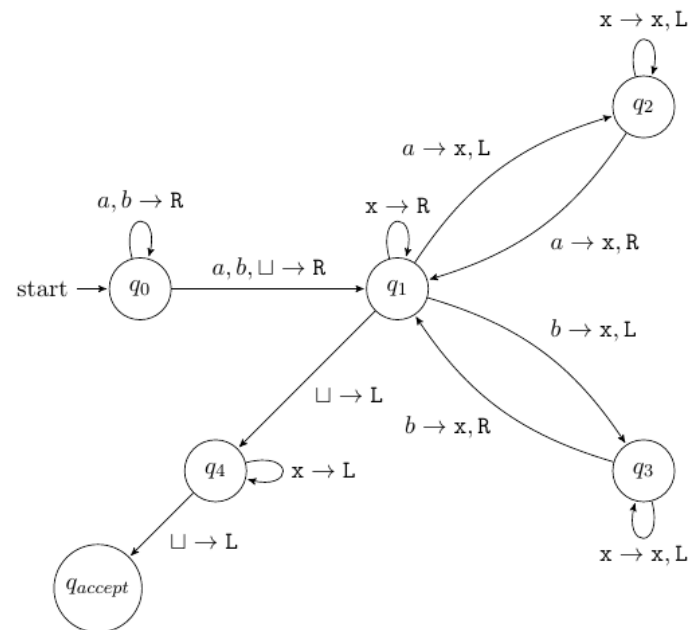 x → x, L
q2
a → x, L
a, b → R
x → R
a → x, R
a, b, ⊔ → R
start
q0
q1
b → x, L
⊔ → L
b → x, R
q4
x → L
q3
⊔ → L
x → x, L
qaccept